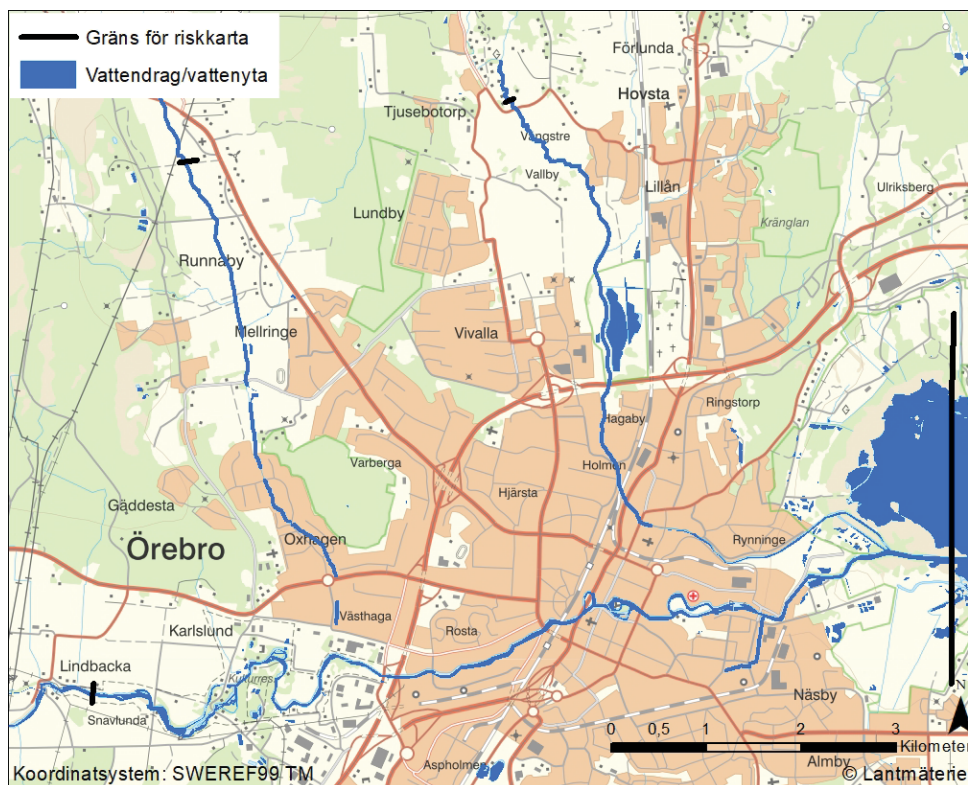 Gräns för riskkarta
Vattendrag/vattenyta
Förlunda
Hovsta
Tjusebotorp
Vångstre
Vallby
Lillån
Ulriksberg
Lundby
Kränglan
Runnaby
Mellringe
Vivalla
Hagaby
Ringstorp
Varberga
Holmen
Hjärsta
Gäddesta
Örebro
Oxhagen
Rynninge
Västhaga
Karlslund
Rosta
Lindbacka
Snavlunda
Näsby
N
0 0,5 1 2 3
Kilometer
Koordinatsystem: SWEREF99 TM
Aspholmen
Almby
© Lantmäterie